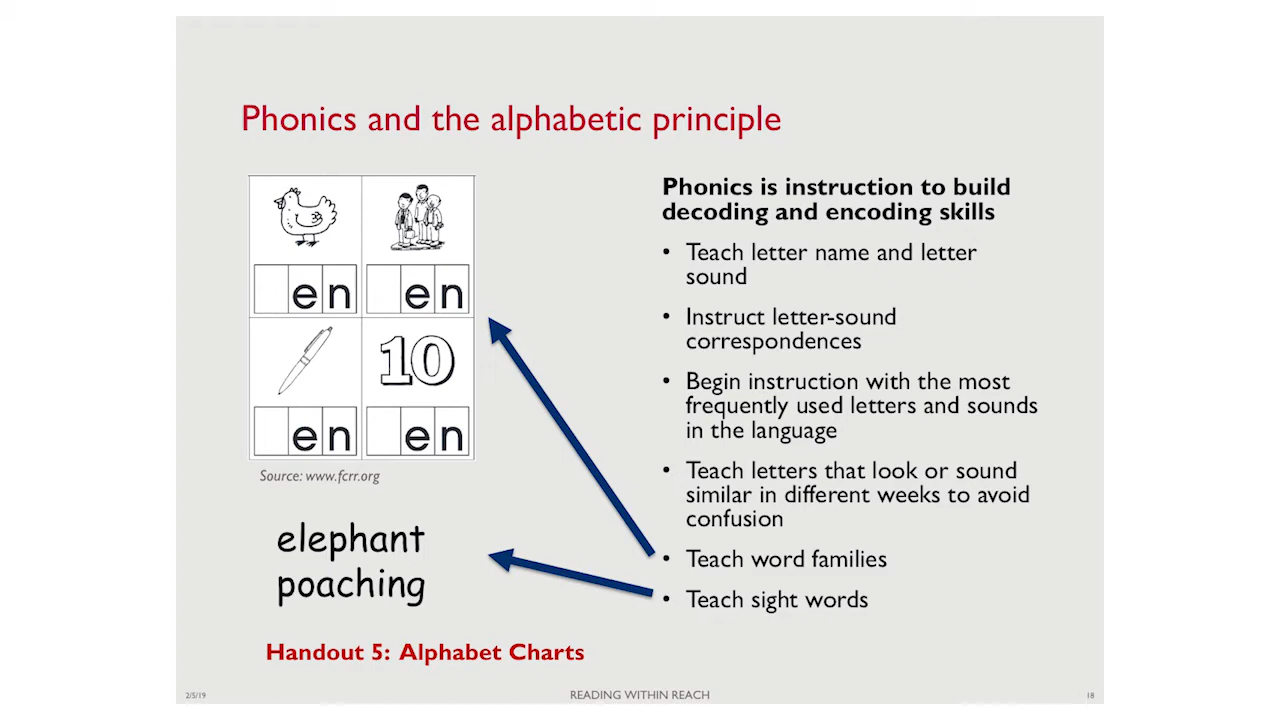 Phonics and the alphabetic principle
en en
10
en en
Source: www.fcrr.org
elephant
poaching
Handout 5: Alphabet Charts
Phonics is instruction to build
decoding and encoding skills
• Teach letter name and letter
sound
• Instruct letter-sound
correspondences
• Begin instruction with the most
frequently used letters and sounds
in the language
• Teach letters that look or sound
similar in different weeks to avoid
confusion
• Teach word families
• Teach sight words
2/5/19 READING WITHIN REACH 18